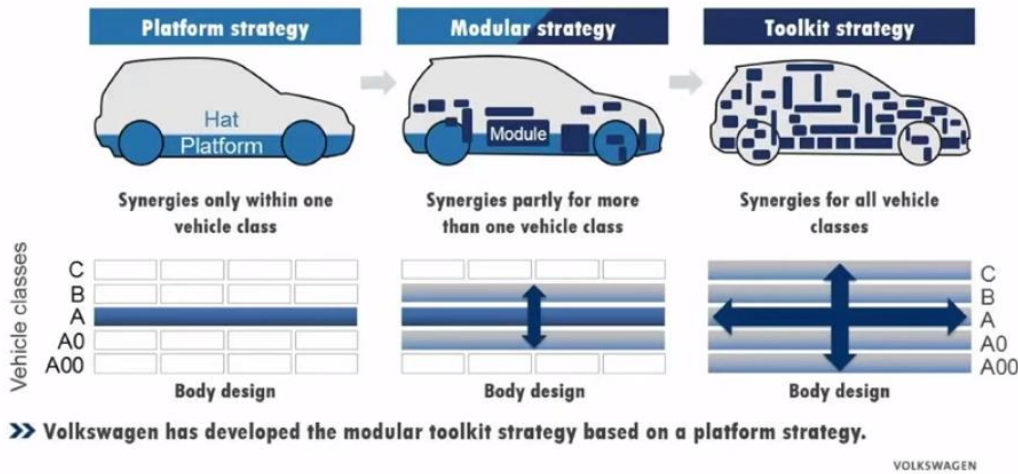 Platform strategy
Modular strategy
Toolkit strategy
Hat
Platform
Module
Synergies only within one
vehicle class
Synergies partly for more
than one vehicle class
Synergies for all vehicle
classes
Vehicle classes
C
B
A
A0
A00
C
B
A
A0
A00
Body design
Body design
Body design
Volkswagen has developed the modular toolkit strategy based on a platform strategy.
VOLKSWAGEN